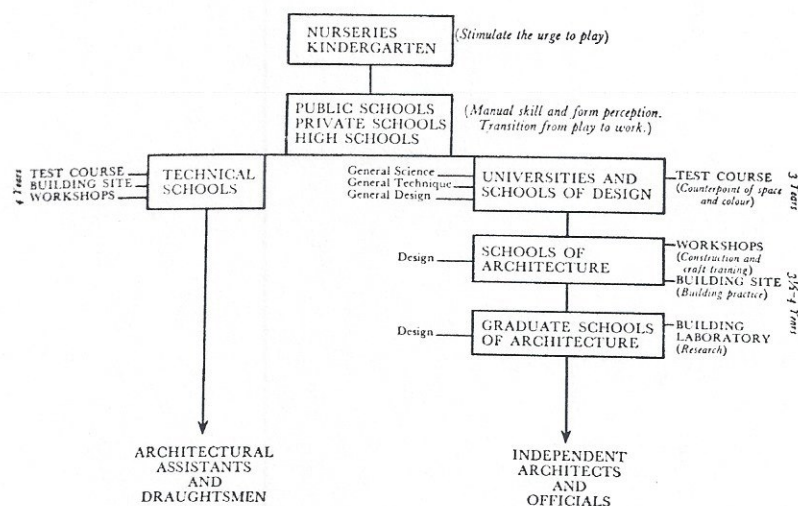 NURSERIES
KINDERGARTEN
(Stimulate the urge to play)
PUBLIC SCHOOLS
PRIVATE SCHOOLS
HIGH SCHOOLS
(Manual skill and form perception.
Transition from play to work.)
4 Years
TEST COURSE
BUILDING SITE
WORKSHOPS
TECHNICAL
SCHOOLS
General Science
General Technique
General Design
UNIVERSITIES AND
SCHOOLS OF DESIGN
TEST COURSE
(Counterpoint of space
and colour)
3 Years
Design
SCHOOLS OF
ARCHITECTURE
WORKSHOPS
(Construction and
craft training)
BUILDING SITE
(Building practice)
3½-4 Years
Design
GRADUATE SCHOOLS
OF ARCHITECTURE
BUILDING
LABORATORY
(Research)
ARCHITECTURAL
ASSISTANTS
AND
DRAUGHTSMEN
INDEPENDENT
ARCHITECTS
AND
OFFICIALS